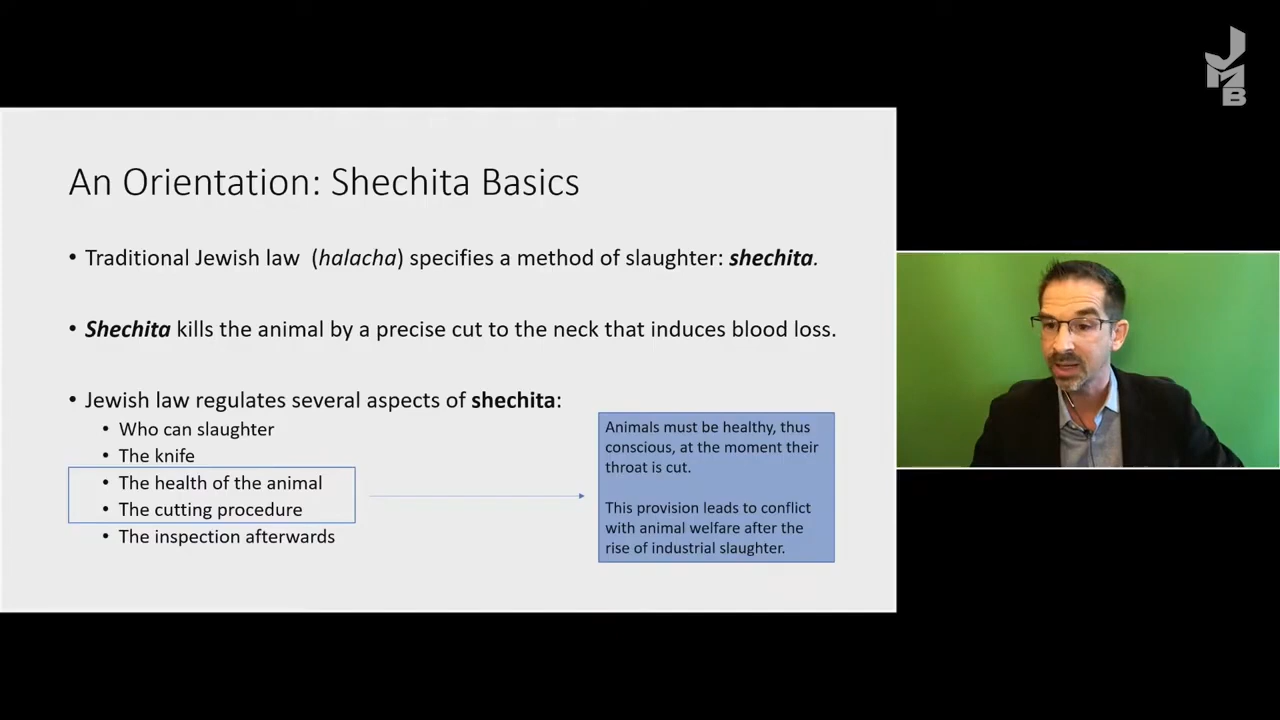 JMB
An Orientation: Shechita Basics
• Traditional Jewish law (halacha) specifies a method of slaughter: shechita.
• Shechita kills the animal by a precise cut to the neck that induces blood loss.
• Jewish law regulates several aspects of shechita:
• Who can slaughter
• The knife
• The health of the animal
• The cutting procedure
• The inspection afterwards
Animals must be healthy, thus
conscious, at the moment their
throat is cut.
This provision leads to conflict
with animal welfare after the
rise of industrial slaughter.